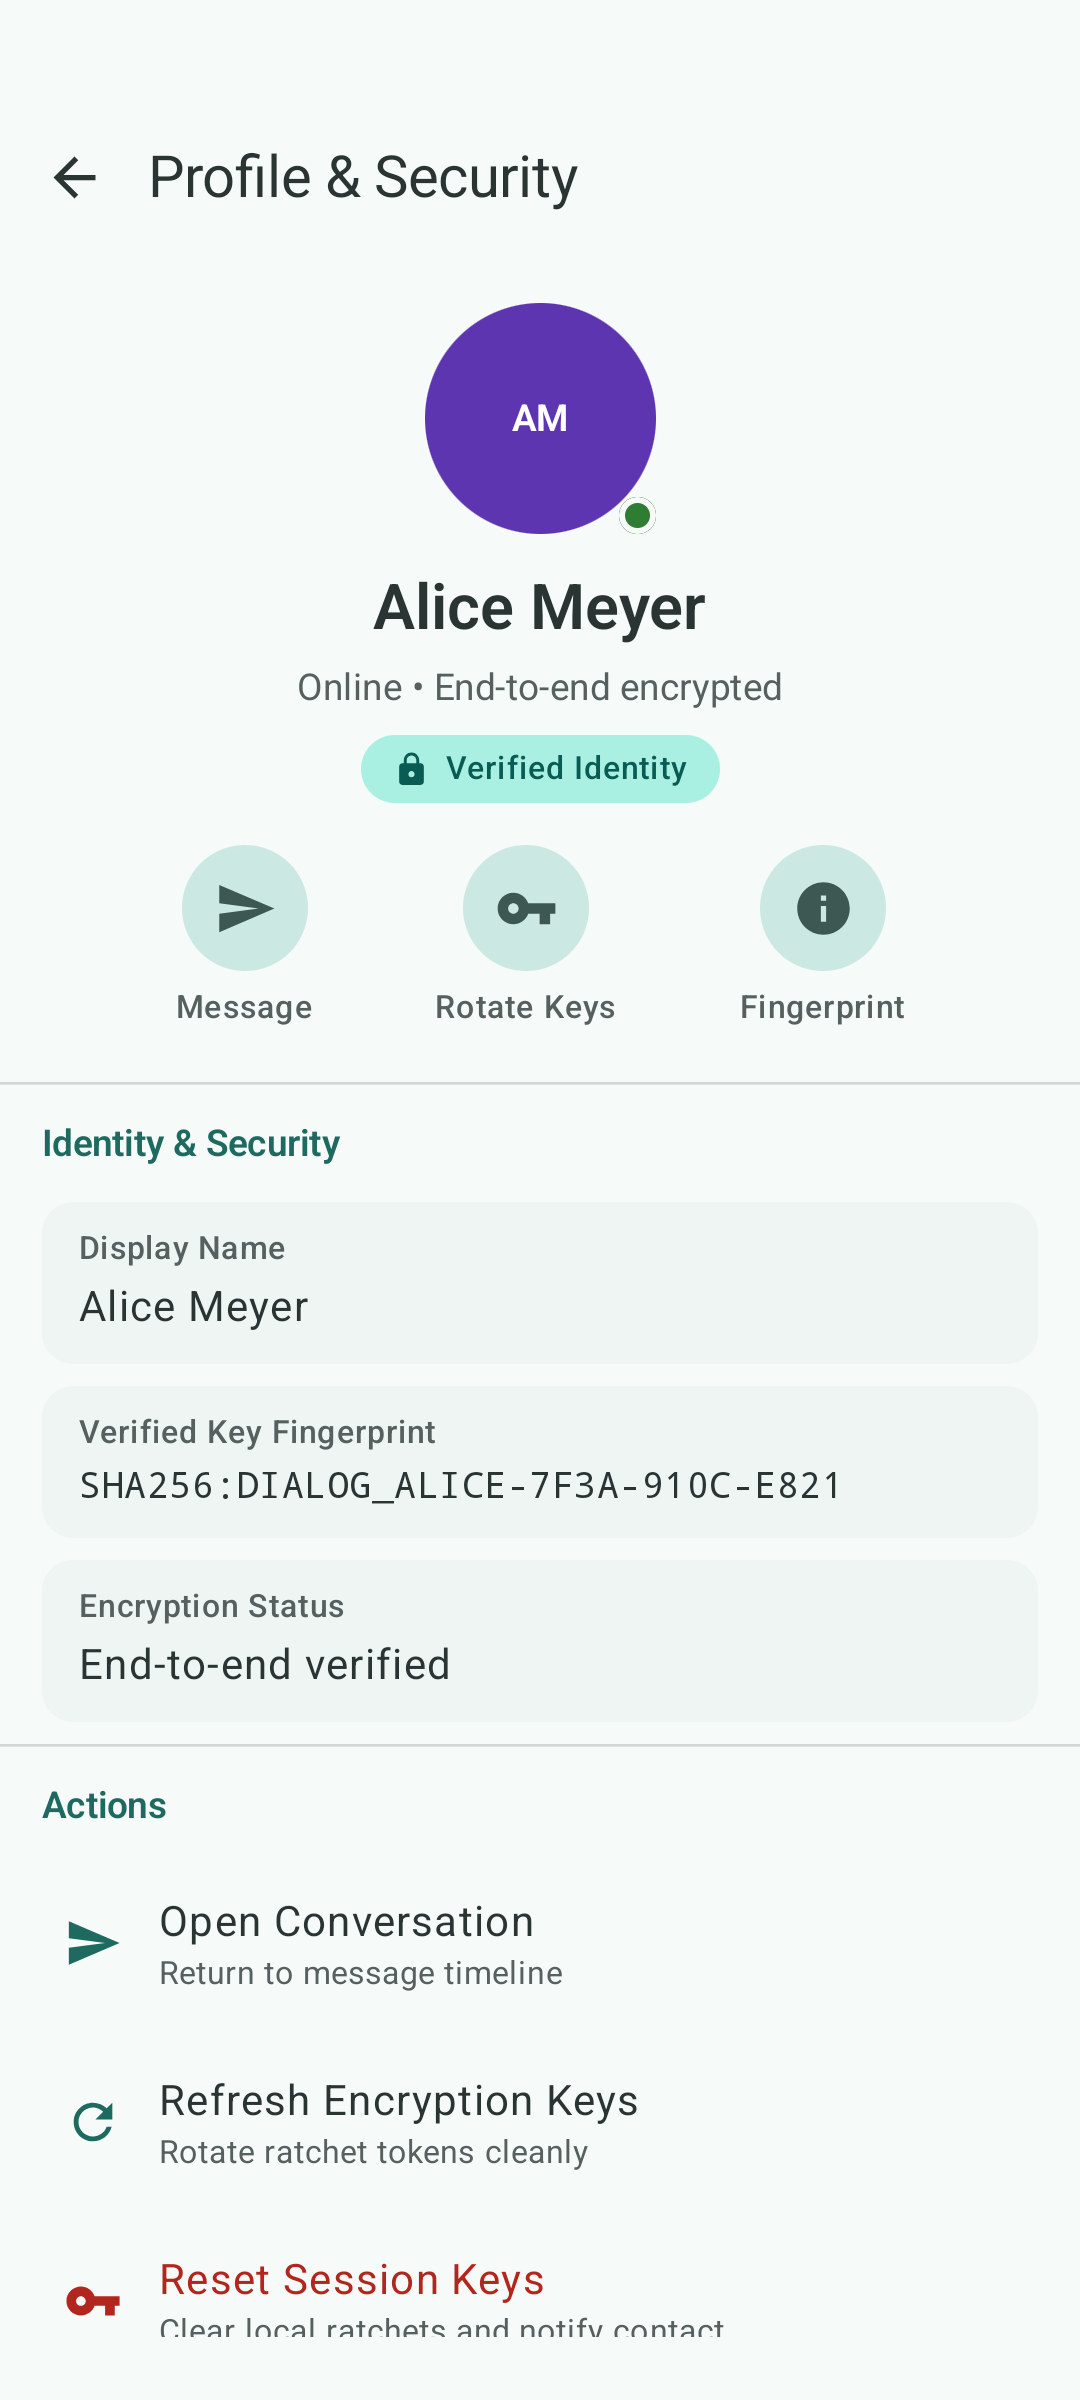 Profile & Security
AM
Alice Meyer
Online • End-to-end encrypted
Verified Identity
Message
Rotate Keys
Fingerprint
Identity & Security
Display Name
Alice Meyer
Verified Key Fingerprint
SHA256:DIALOG_ALICE-7F3A-910C-E821
Encryption Status
End-to-end verified
Actions
Open Conversation
Return to message timeline
Refresh Encryption Keys
Rotate ratchet tokens cleanly
Reset Session Keys
Clear local ratchets and notify contact